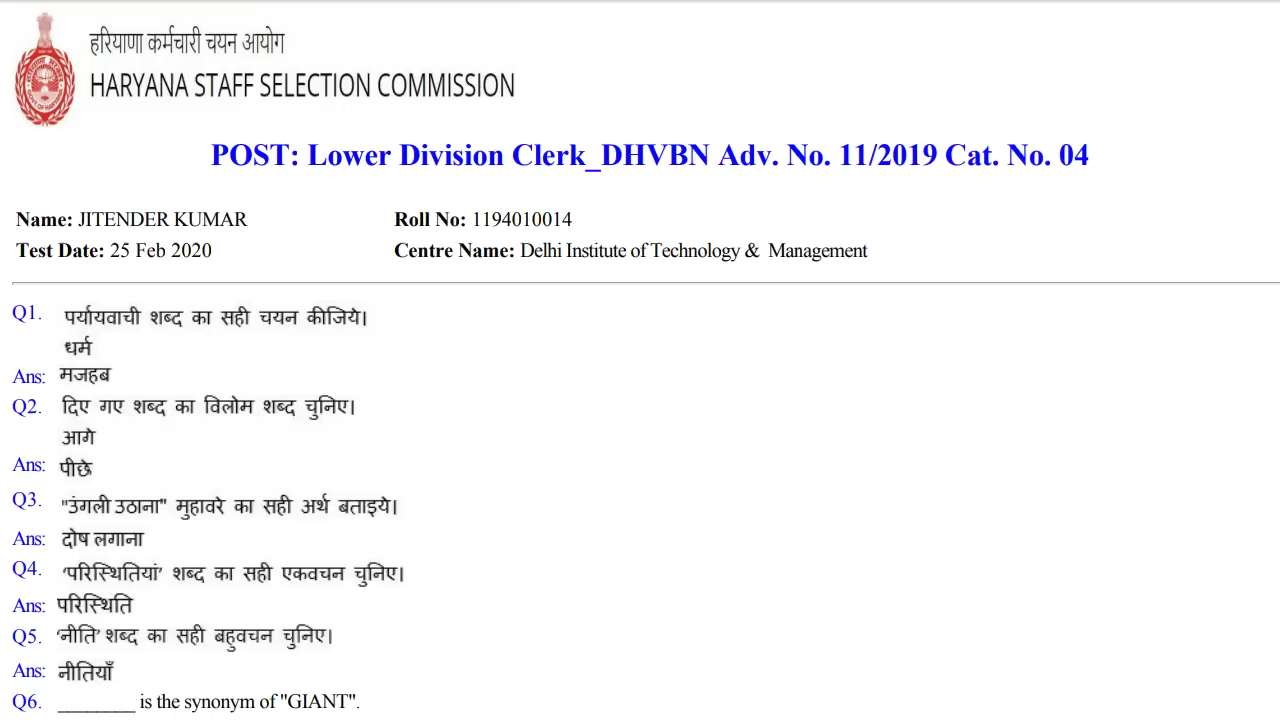 हरियाणा कर्मचारी चयन आयोग
HARYANA STAFF SELECTION COMMISSION
POST: Lower Division Clerk_DHVBN Adv. No. 11/2019 Cat. No. 04
Name: JITENDER KUMAR Roll No: 1194010014
Test Date: 25 Feb 2020 Centre Name: Delhi Institute of Technology & Management
Q1. पर्यायवाची शब्द का सही चयन कीजिये।
धर्म
Ans: मजहब
Q2. दिए गए शब्द का विलोम शब्द चुनिए।
आगे
Ans: पीछे
Q3. "उंगली उठाना" मुहावरे का सही अर्थ बताइये।
Ans: दोष लगाना
Q4. 'परिस्थितियां' शब्द का सही एकवचन चुनिए।
Ans: परिस्थिति
Q5. 'नीति' शब्द का सही बहुवचन चुनिए।
Ans: नीतियाँ
Q6. ________ is the synonym of "GIANT".